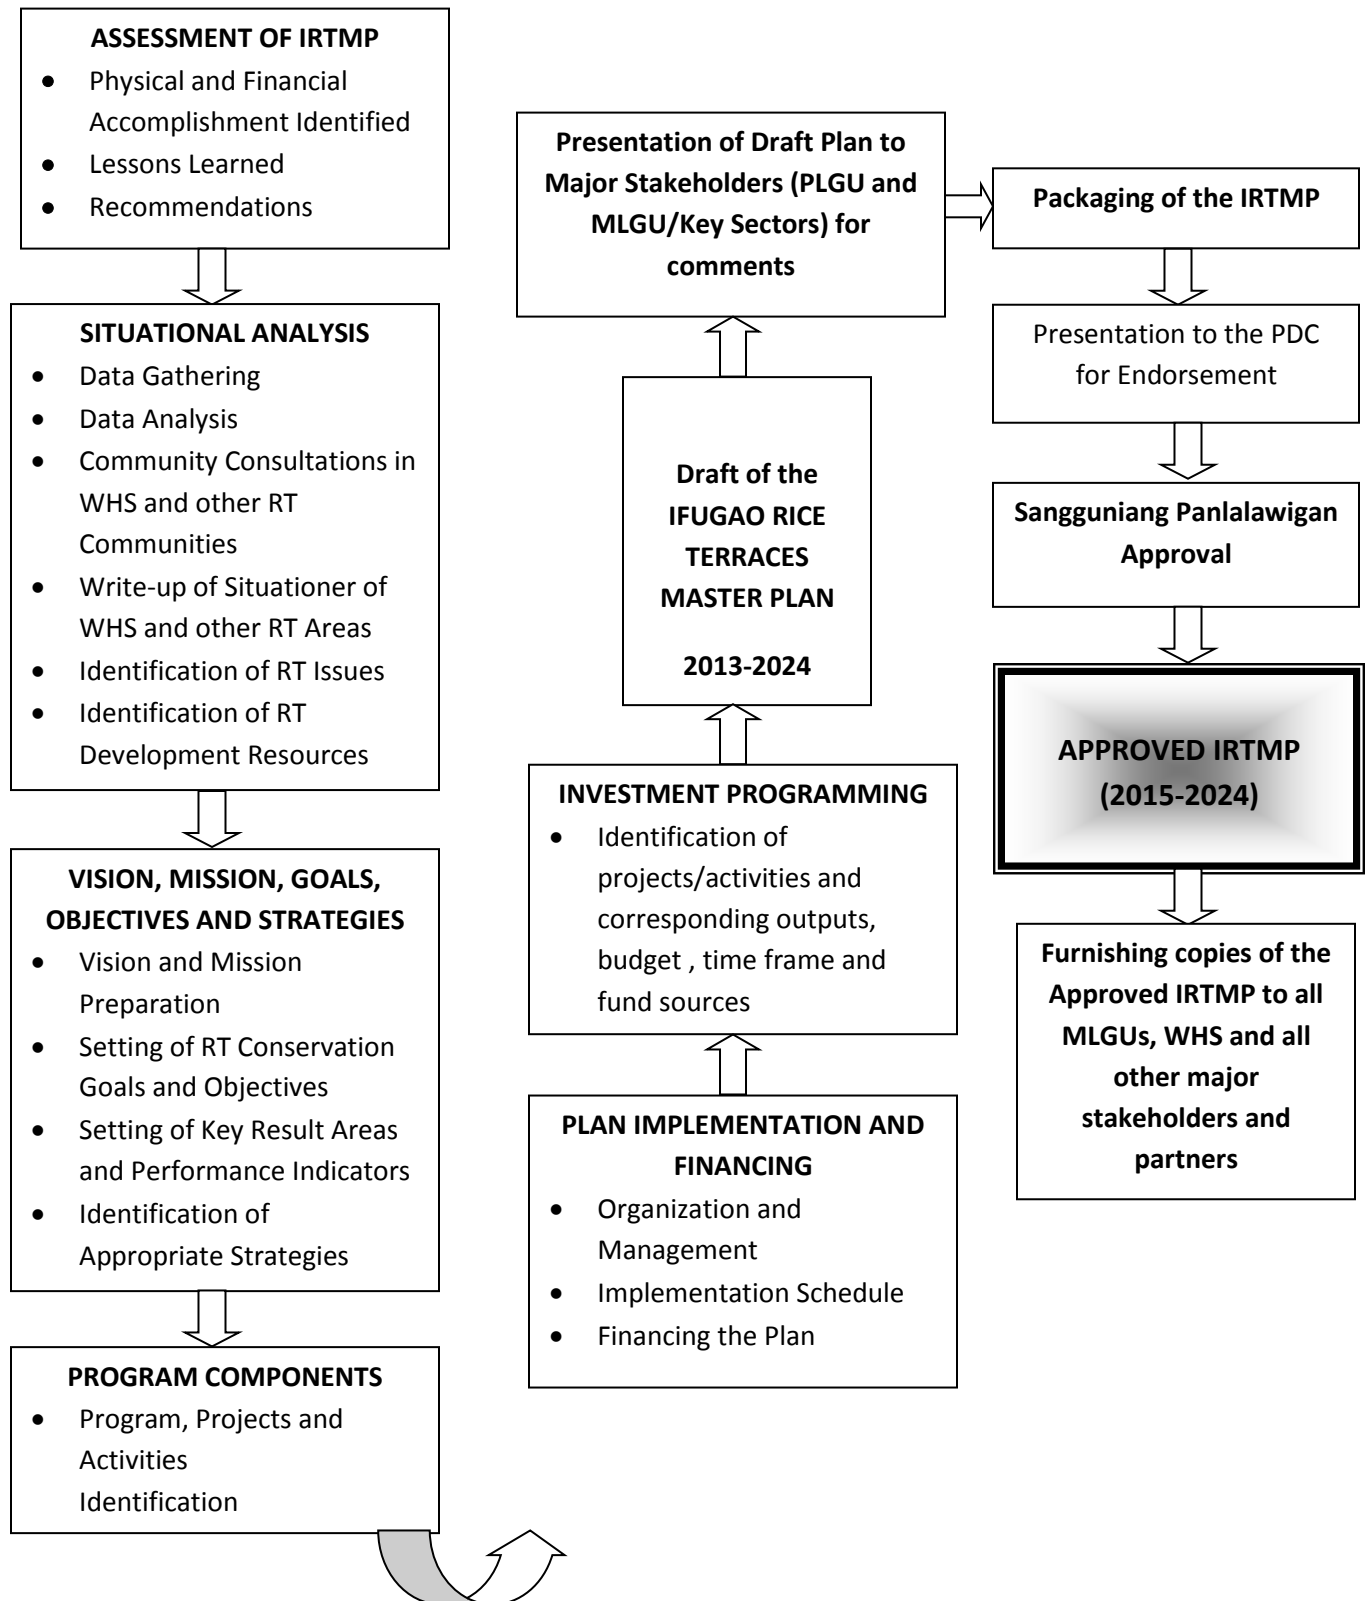 ASSESSMENT OF IRTMP
• Physical and Financial
Accomplishment Identified
• Lessons Learned
• Recommendations
SITUATIONAL ANALYSIS
• Data Gathering
• Data Analysis
• Community Consultations in
WHS and other RT
Communities
• Write-up of Situationer of
WHS and other RT Areas
• Identification of RT Issues
• Identification of RT
Development Resources
VISION, MISSION, GOALS,
OBJECTIVES AND STRATEGIES
• Vision and Mission
Preparation
• Setting of RT Conservation
Goals and Objectives
• Setting of Key Result Areas
and Performance Indicators
• Identification of
Appropriate Strategies
PROGRAM COMPONENTS
• Program, Projects and
Activities
Identification
PLAN IMPLEMENTATION AND
FINANCING
• Organization and
Management
• Implementation Schedule
• Financing the Plan
INVESTMENT PROGRAMMING
• Identification of
projects/activities and
corresponding outputs,
budget , time frame and
fund sources
Draft of the
IFUGAO RICE
TERRACES
MASTER PLAN
2013-2024
Presentation of Draft Plan to
Major Stakeholders (PLGU and
MLGU/Key Sectors) for
comments
Packaging of the IRTMP
Presentation to the PDC
for Endorsement
Sangguniang Panlalawigan
Approval
APPROVED IRTMP
(2015-2024)
Furnishing copies of the
Approved IRTMP to all
MLGUs, WHS and all
other major
stakeholders and
partners